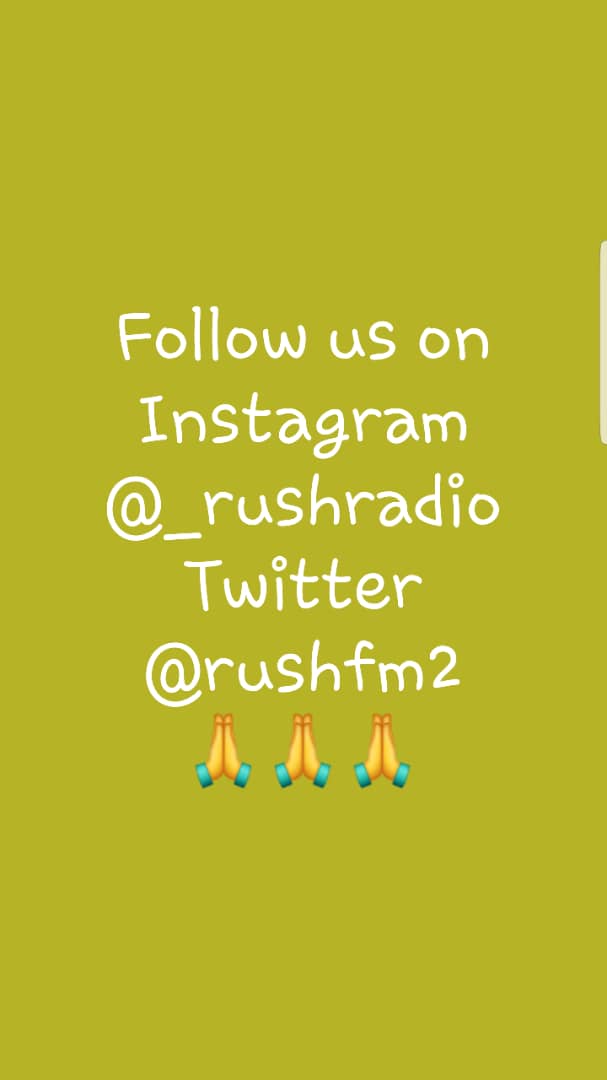 Follow us on
Instagram
@_rushradio
Twitter
@rushfm2
🙏🙏🙏